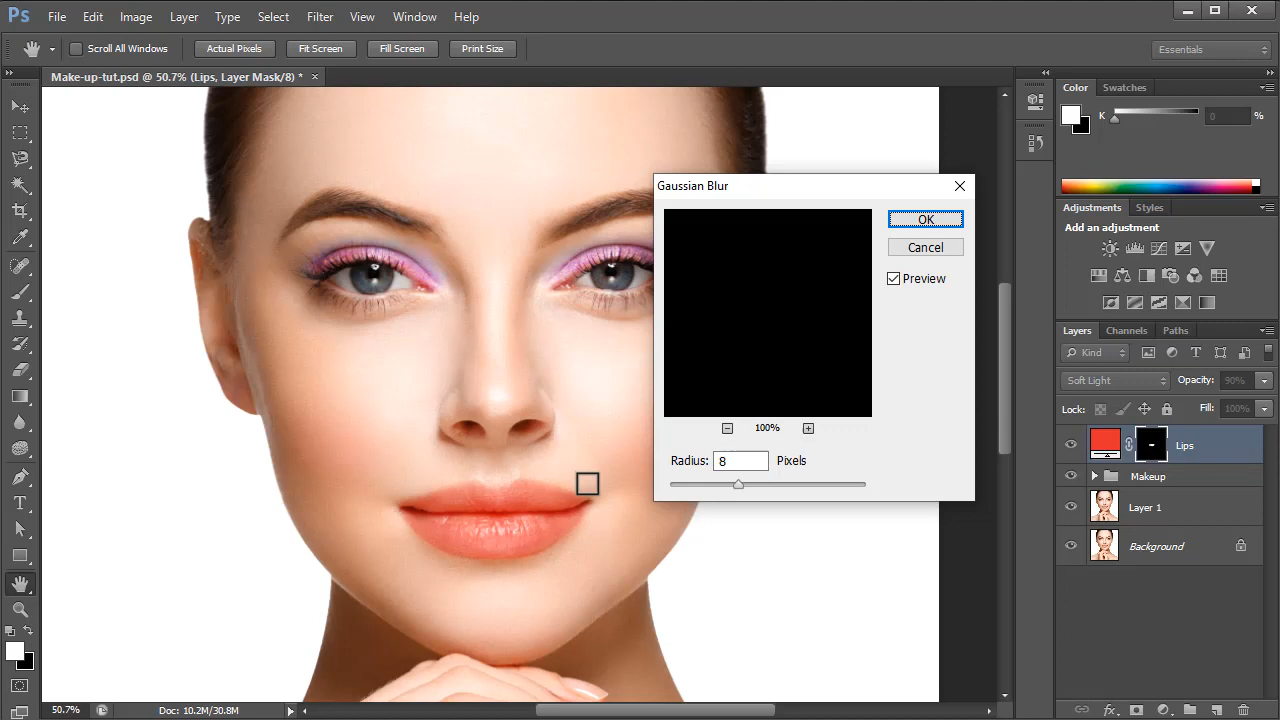 Ps File Edit Image Layer Type Select Filter View Window Help
Scroll All Windows Actual Pixels Fit Screen Fill Screen Print Size Essentials
Make-up-tut.psd @ 50.7% (Lips, Layer Mask/8) * ×
Color Swatches
K 0 %
Gaussian Blur
OK
Cancel
Preview
100%
Radius: 8 Pixels
Adjustments Styles
Add an adjustment
Layers Channels Paths
Kind
Soft Light Opacity: 90%
Lock: Fill: 100%
Lips
Makeup
Layer 1
Background
50.7% Doc: 10.2M/30.8M